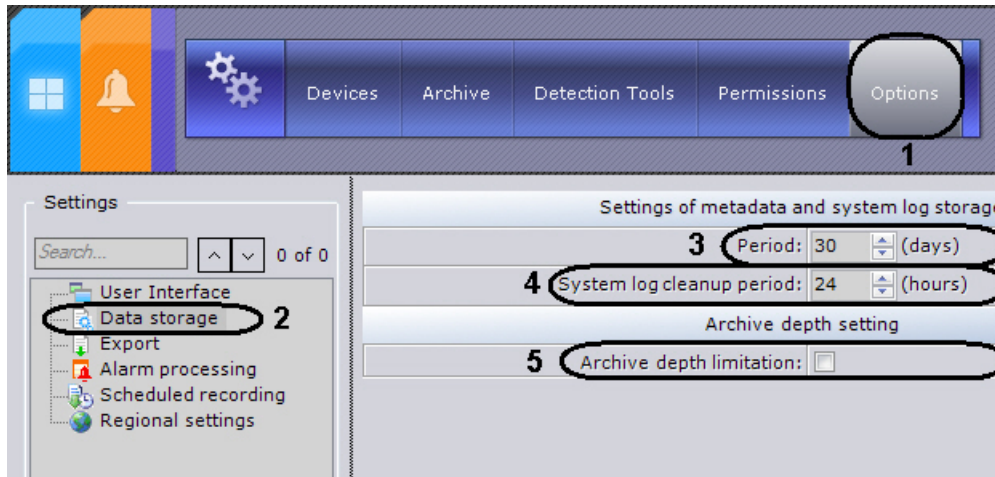 Devices Archive Detection Tools Permissions Options
1
Settings
Search... 0 of 0
User Interface
Data storage 2
Export
Alarm processing
Scheduled recording
Regional settings
Settings of metadata and system log storage
3 Period: 30 (days)
4 System log cleanup period: 24 (hours)
Archive depth setting
5 Archive depth limitation: